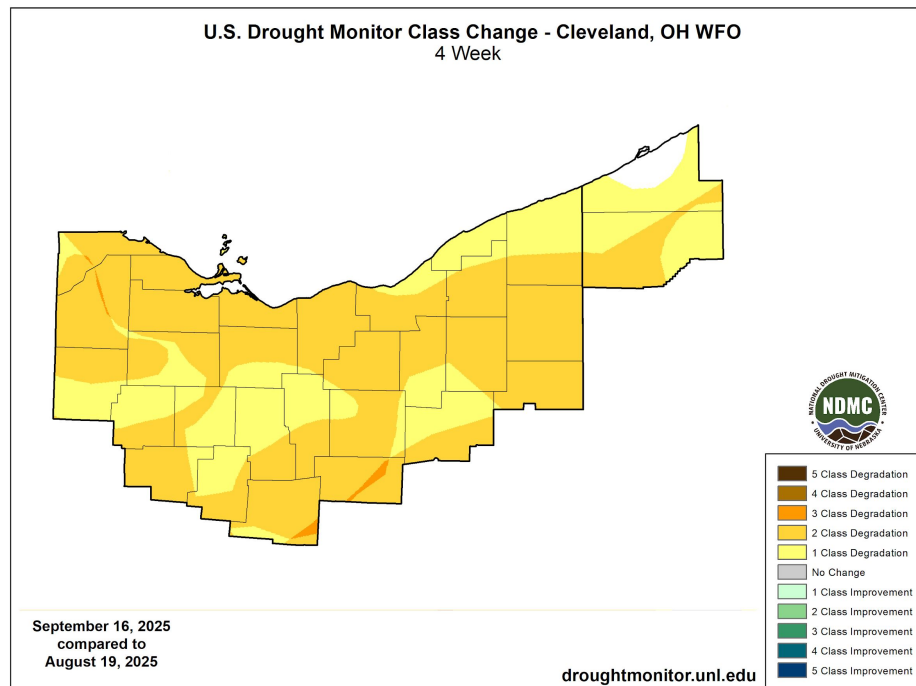 U.S. Drought Monitor Class Change - Cleveland, OH WFO
4 Week
NATIONAL DROUGHT MITIGATION CENTER
NDMC
UNIVERSITY OF NEBRASKA
5 Class Degradation
4 Class Degradation
3 Class Degradation
2 Class Degradation
1 Class Degradation
No Change
1 Class Improvement
2 Class Improvement
3 Class Improvement
4 Class Improvement
5 Class Improvement
September 16, 2025
compared to
August 19, 2025
droughtmonitor.unl.edu